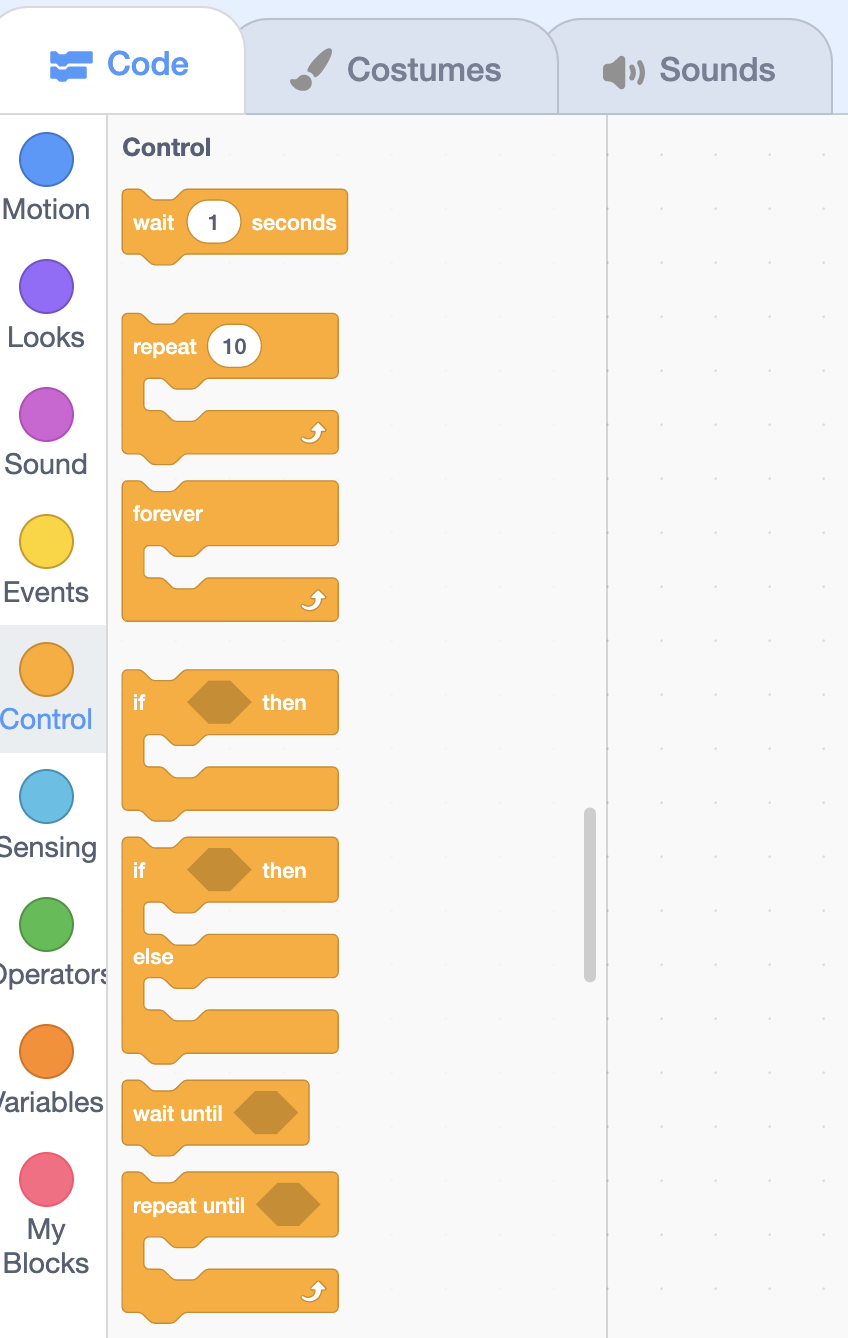 Code
Costumes
Sounds
Motion
Looks
Sound
Events
Control
Sensing
Operators
Variables
My
Blocks
Control
wait 1 seconds
repeat 10
forever
if then
if then
else
wait until
repeat until